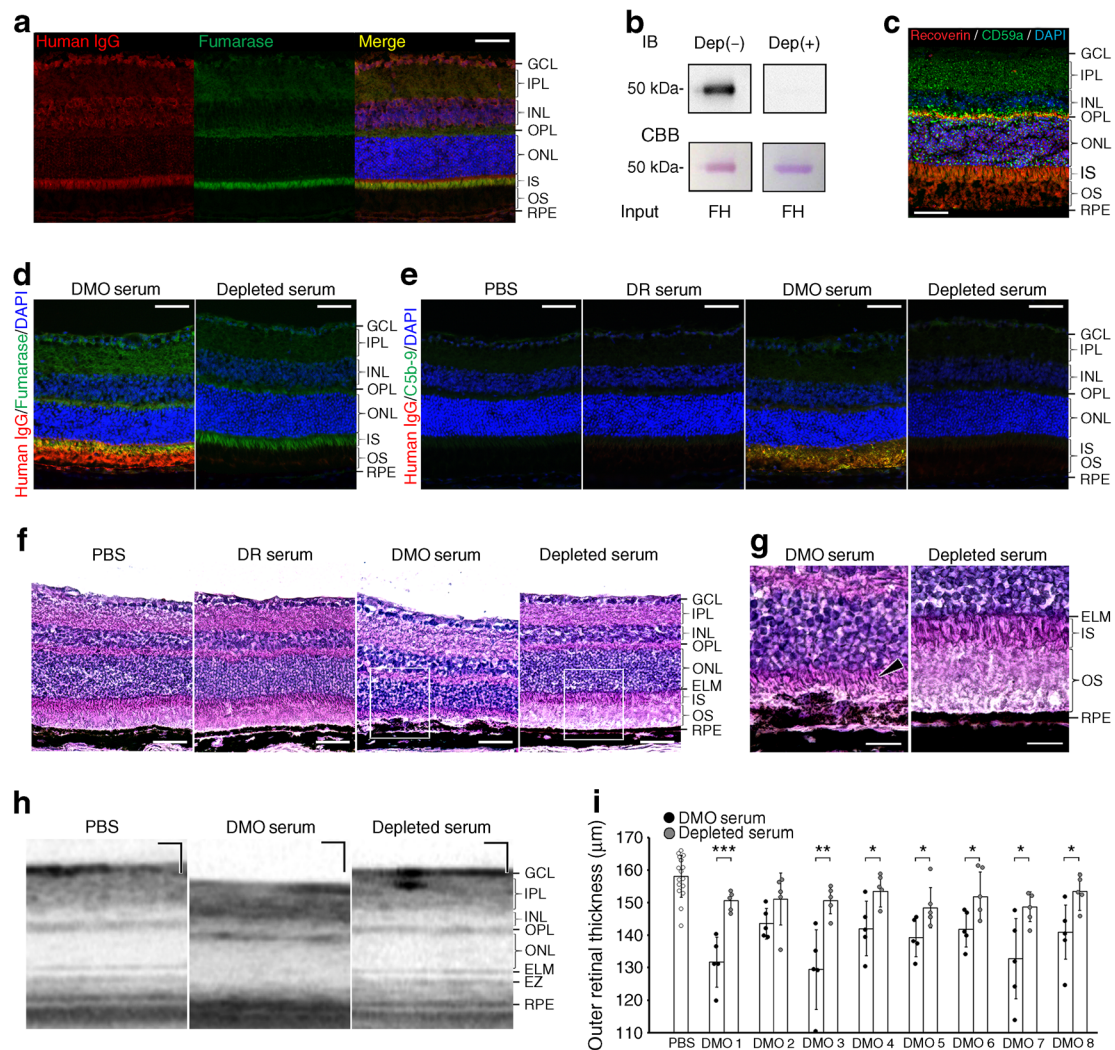 a
Human IgG Fumarase Merge
GCL
IPL
INL
OPL
ONL
IS
OS
RPE
b
IB Dep(−) Dep(+)
50 kDa-
CBB
50 kDa-
Input FH FH
c
Recoverin / CD59a / DAPI
GCL
IPL
INL
OPL
ONL
IS
OS
RPE
d
DMO serum Depleted serum
Human IgG/Fumarase/DAPI
GCL
IPL
INL
OPL
ONL
IS
OS
RPE
e
PBS DR serum DMO serum Depleted serum
Human IgG/C5b-9/DAPI
GCL
IPL
INL
OPL
ONL
IS
OS
RPE
f
PBS DR serum DMO serum Depleted serum
GCL
IPL
INL
OPL
ONL
ELM
IS
OS
RPE
g
DMO serum Depleted serum
ELM
IS
OS
RPE
h
PBS DMO serum Depleted serum
GCL
IPL
INL
OPL
ONL
ELM
EZ
RPE
i
DMO serum
Depleted serum
Outer retinal thickness (μm)
170
160
150
140
130
120
110
*** ** * * * * *
PBS DMO 1 DMO 2 DMO 3 DMO 4 DMO 5 DMO 6 DMO 7 DMO 8